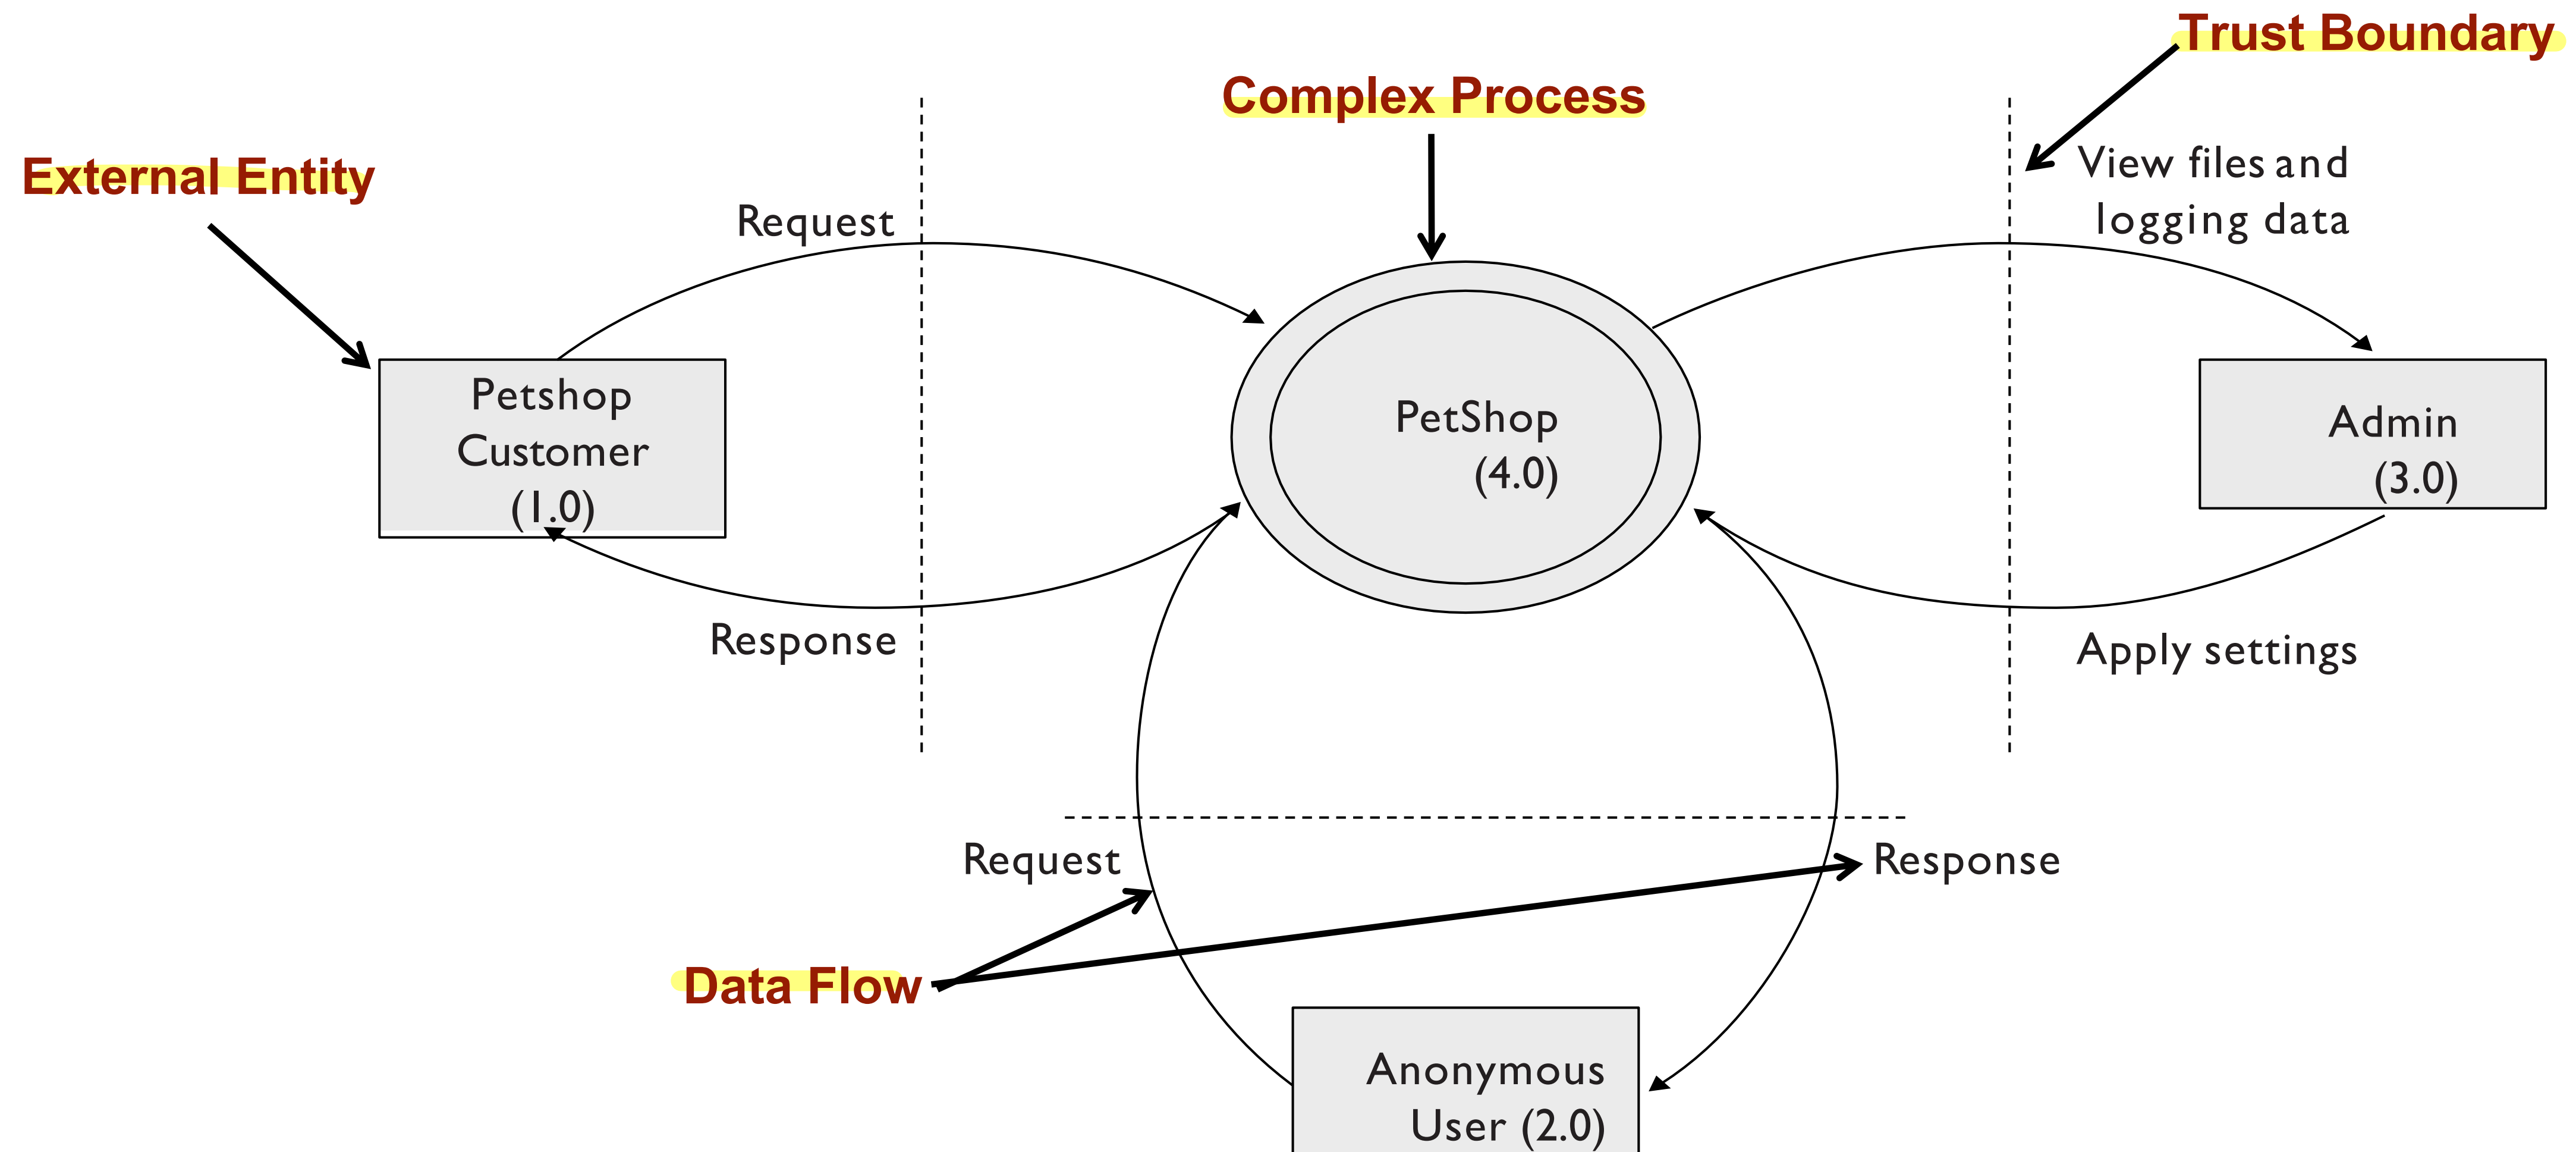 Trust Boundary
Complex Process
External Entity
View files and
logging data
Request
Petshop
Customer
(1.0)
PetShop
(4.0)
Admin
(3.0)
Response
Apply settings
Request
Response
Data Flow
Anonymous
User (2.0)